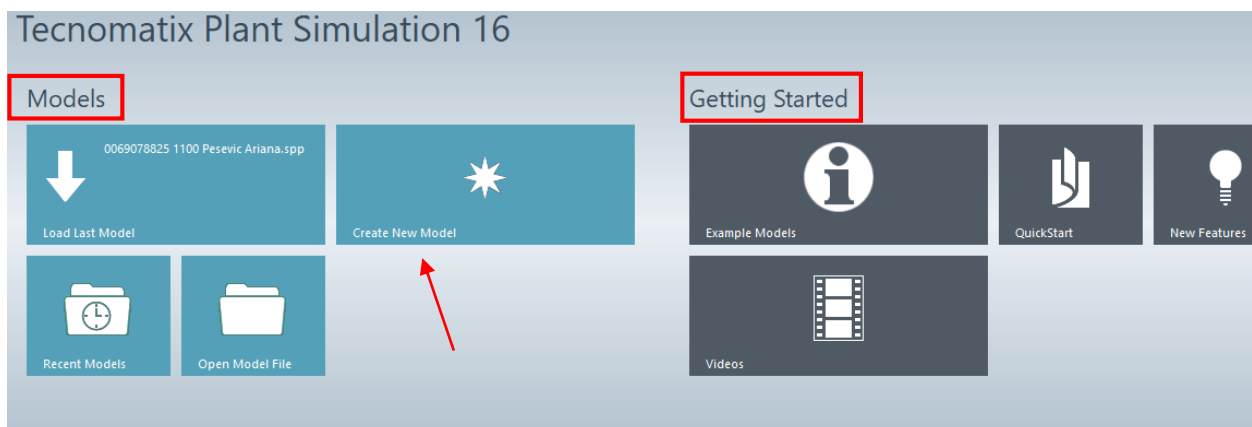 Tecnomatix Plant Simulation 16
Models
Getting Started
0069078825 1100 Pesevic Ariana.spp
Load Last Model
Create New Model
Example Models
QuickStart
New Features
Recent Models
Open Model File
Videos